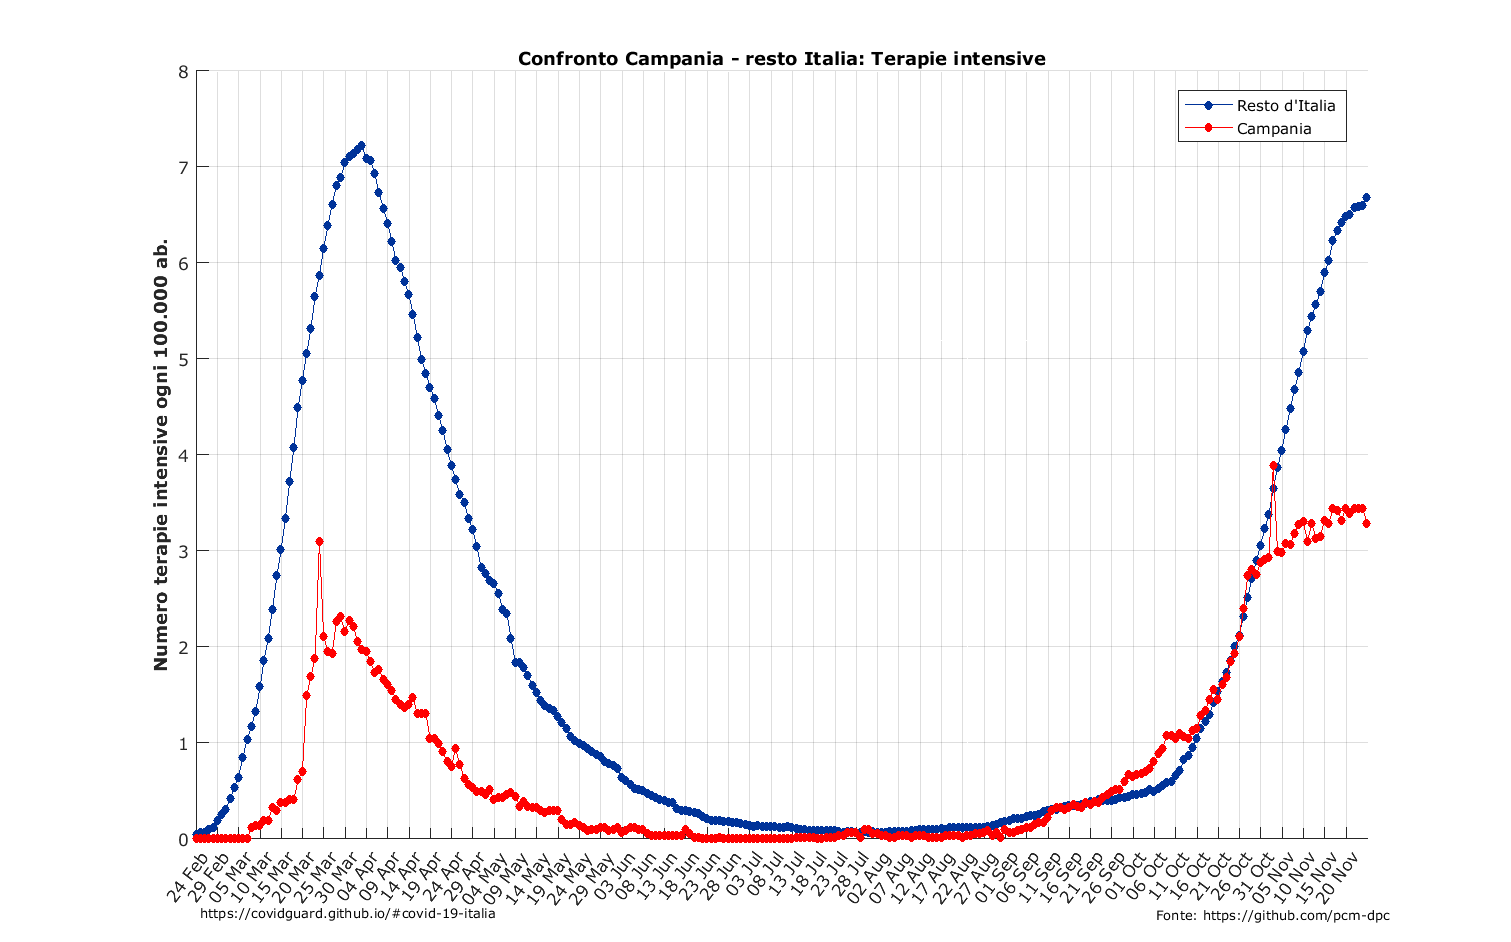 Confronto Campania - resto Italia: Terapie intensive
Resto d'Italia
Campania
Numero terapie intensive ogni 100.000 ab.
8
7
6
5
4
3
2
1
0
24 Feb
29 Feb
05 Mar
10 Mar
15 Mar
20 Mar
25 Mar
30 Mar
04 Apr
09 Apr
14 Apr
19 Apr
24 Apr
29 Apr
04 May
09 May
14 May
19 May
24 May
29 May
03 Jun
08 Jun
13 Jun
18 Jun
23 Jun
28 Jun
03 Jul
08 Jul
13 Jul
18 Jul
23 Jul
28 Jul
02 Aug
07 Aug
12 Aug
17 Aug
22 Aug
27 Aug
01 Sep
06 Sep
11 Sep
16 Sep
21 Sep
26 Sep
01 Oct
06 Oct
11 Oct
16 Oct
21 Oct
26 Oct
31 Oct
05 Nov
10 Nov
15 Nov
20 Nov
https://covidguard.github.io/#covid-19-italia
Fonte: https://github.com/pcm-dpc